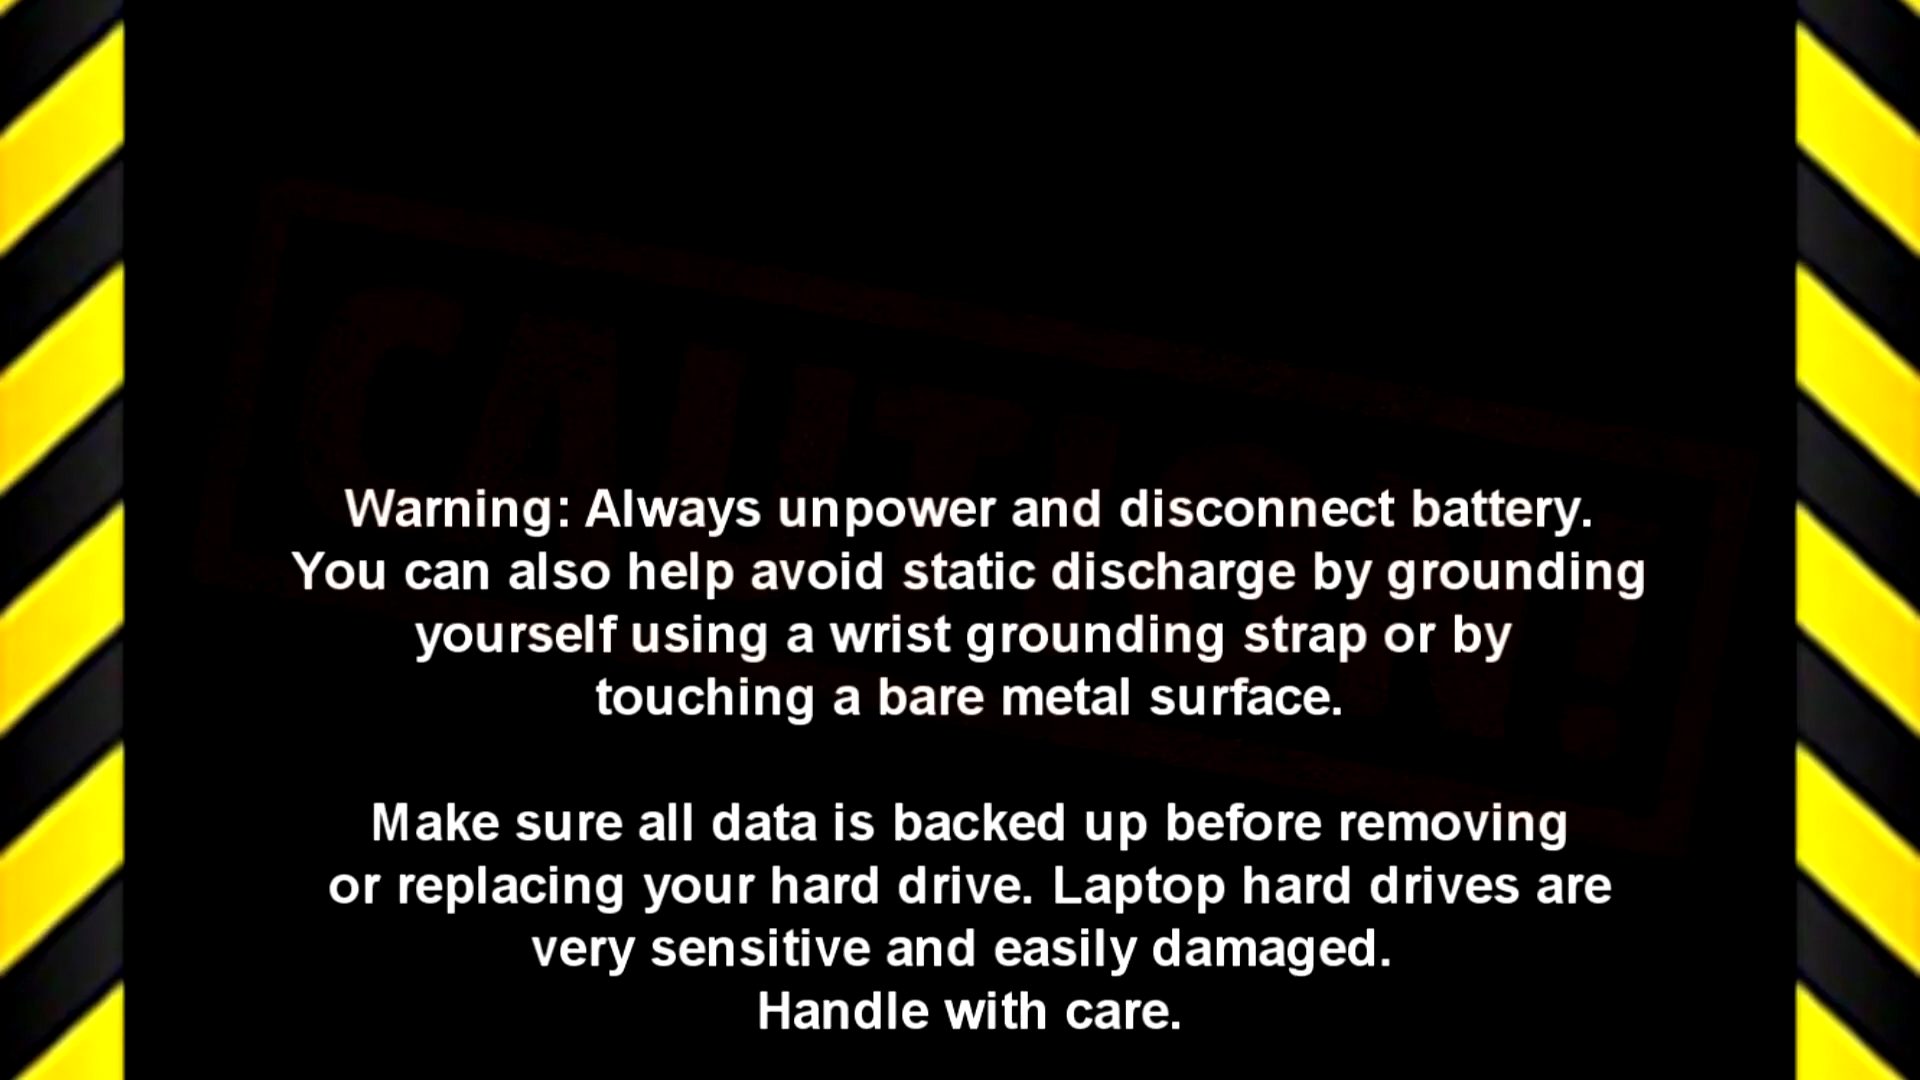 CAUTION!
Warning: Always unpower and disconnect battery.
You can also help avoid static discharge by grounding
yourself using a wrist grounding strap or by
touching a bare metal surface.
Make sure all data is backed up before removing
or replacing your hard drive. Laptop hard drives are
very sensitive and easily damaged.
Handle with care.